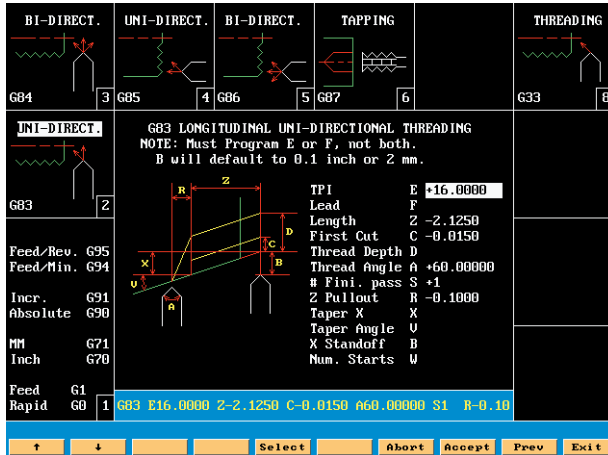 BI-DIRECT.
UNI-DIRECT.
BI-DIRECT.
TAPPING
THREADING
G84 3
G85 4
G86 5
G87 6
G33 8
UNI-DIRECT.
G83 2
G83 LONGITUDINAL UNI-DIRECTIONAL THREADING
NOTE: Must Program E or F, not both.
B will default to 0.1 inch or 2 mm.
Z
R
D
C
X
B
V
A
TPI E +16.0000
Lead F
Length Z -2.1250
First Cut C -0.0150
Thread Depth D
Thread Angle A +60.00000
# Fini. pass S +1
Z Pullout R -0.1000
Taper X X
Taper Angle V
X Standoff B
Num. Starts W
Feed/Rev. G95
Feed/Min. G94
Incr. G91
Absolute G90
MM G71
Inch G70
Feed G1
Rapid G0 1
G83 E16.0000 Z-2.1250 C-0.0150 A60.00000 S1 R-0.10
↑ ↓ Select Abort Accept Prev Exit